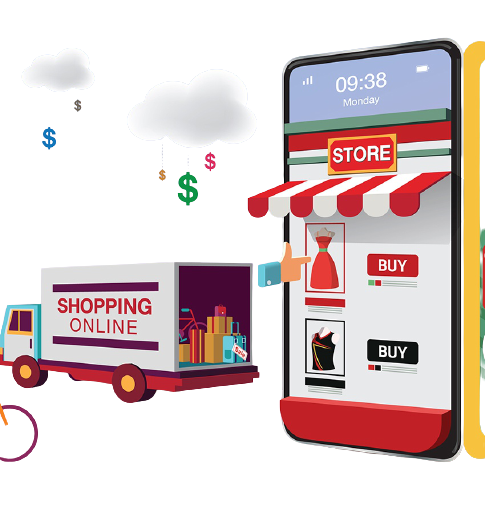 $
$
$
$
$
09:38
Monday
STORE
BUY
SHOPPING
ONLINE
BUY